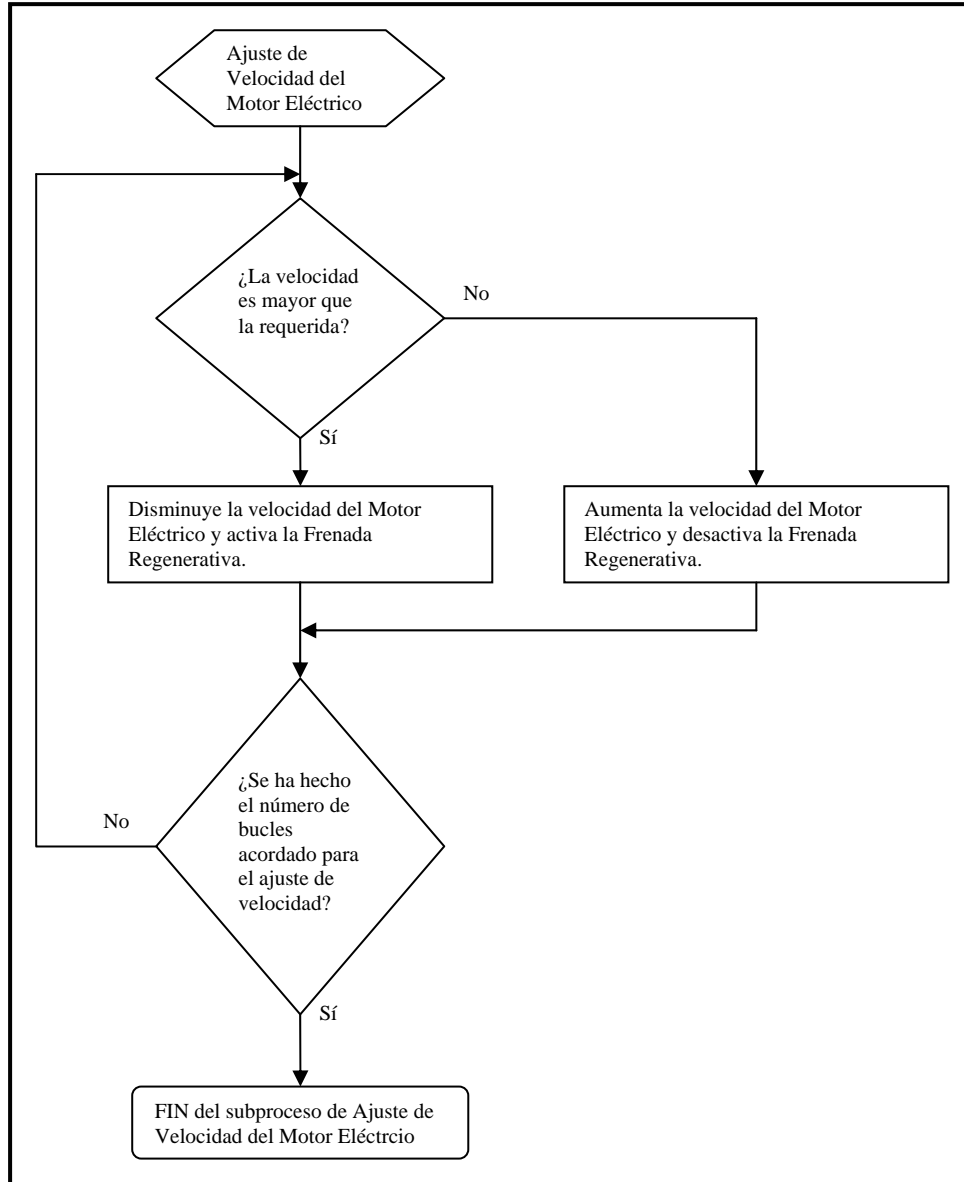 Ajuste de
Velocidad del
Motor Eléctrico
¿La velocidad
es mayor que
la requerida?
No
Sí
Disminuye la velocidad del Motor
Eléctrico y activa la Frenada
Regenerativa.
Aumenta la velocidad del Motor
Eléctrico y desactiva la Frenada
Regenerativa.
¿Se ha hecho
el número de
bucles
acordado para
el ajuste de
velocidad?
No
Sí
FIN del subproceso de Ajuste de
Velocidad del Motor Eléctrcio